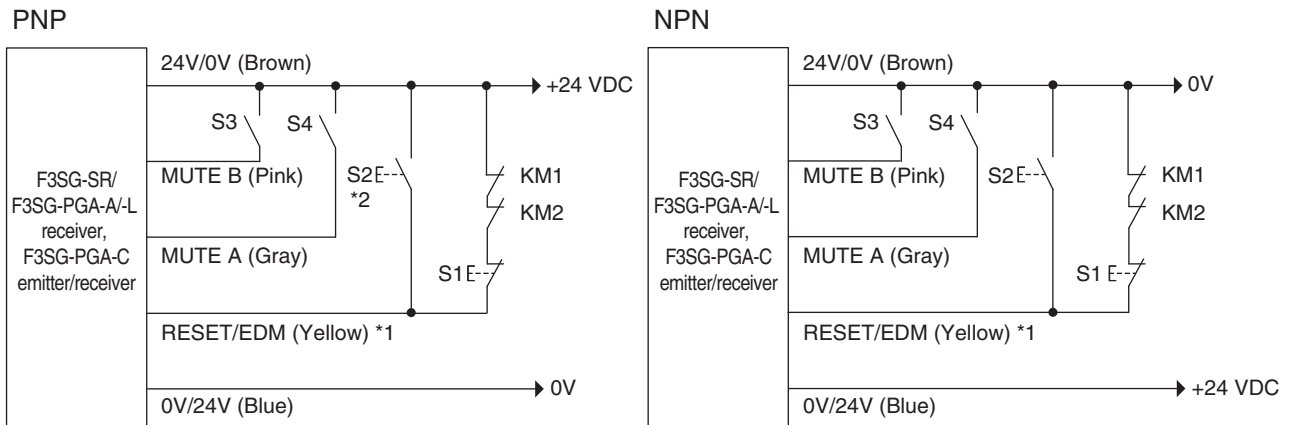 PNP
24V/0V (Brown)
+24 VDC
S3
S4
F3SG-SR/
F3SG-PGA-A/-L
receiver,
F3SG-PGA-C
emitter/receiver
MUTE B (Pink)
S2
*2
KM1
KM2
MUTE A (Gray)
S1
RESET/EDM (Yellow) *1
0V
0V/24V (Blue)
NPN
24V/0V (Brown)
0V
S3
S4
F3SG-SR/
F3SG-PGA-A/-L
receiver,
F3SG-PGA-C
emitter/receiver
MUTE B (Pink)
S2
KM1
KM2
MUTE A (Gray)
S1
RESET/EDM (Yellow) *1
+24 VDC
0V/24V (Blue)